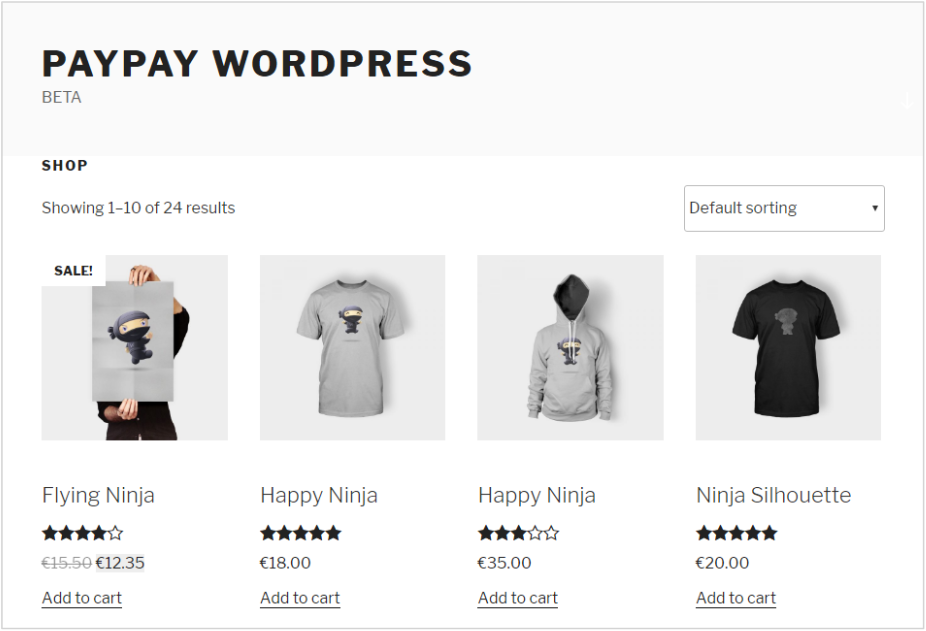 PAYPAY WORDPRESS
BETA
SHOP
Showing 1–10 of 24 results
Default sorting
SALE!
Flying Ninja
€15.50 €12.35
Add to cart
Happy Ninja
€18.00
Add to cart
Happy Ninja
€35.00
Add to cart
Ninja Silhouette
€20.00
Add to cart